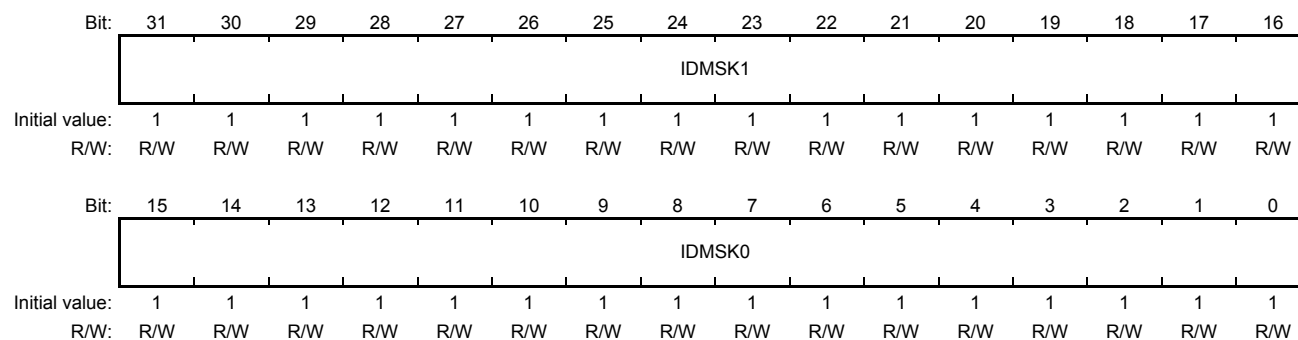 Bit: 31 30 29 28 27 26 25 24 23 22 21 20 19 18 17 16
IDMSK1
Initial value: 1 1 1 1 1 1 1 1 1 1 1 1 1 1 1 1
R/W: R/W R/W R/W R/W R/W R/W R/W R/W R/W R/W R/W R/W R/W R/W R/W R/W
Bit: 15 14 13 12 11 10 9 8 7 6 5 4 3 2 1 0
IDMSK0
Initial value: 1 1 1 1 1 1 1 1 1 1 1 1 1 1 1 1
R/W: R/W R/W R/W R/W R/W R/W R/W R/W R/W R/W R/W R/W R/W R/W R/W R/W